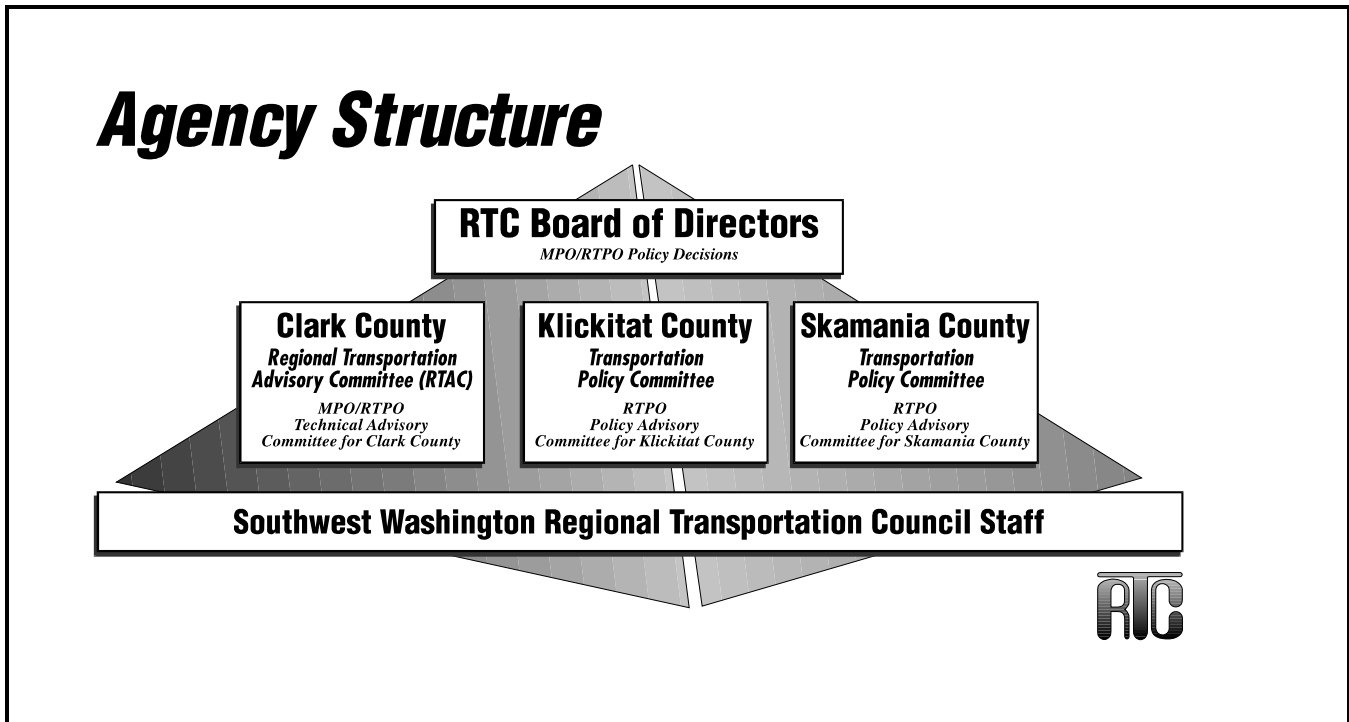 Agency Structure
RTC Board of Directors
MPO/RTPO Policy Decisions
Clark County
Regional Transportation
Advisory Committee (RTAC)
MPO/RTPO
Technical Advisory
Committee for Clark County
Klickitat County
Transportation
Policy Committee
RTPO
Policy Advisory
Committee for Klickitat County
Skamania County
Transportation
Policy Committee
RTPO
Policy Advisory
Committee for Skamania County
Southwest Washington Regional Transportation Council Staff
RTC